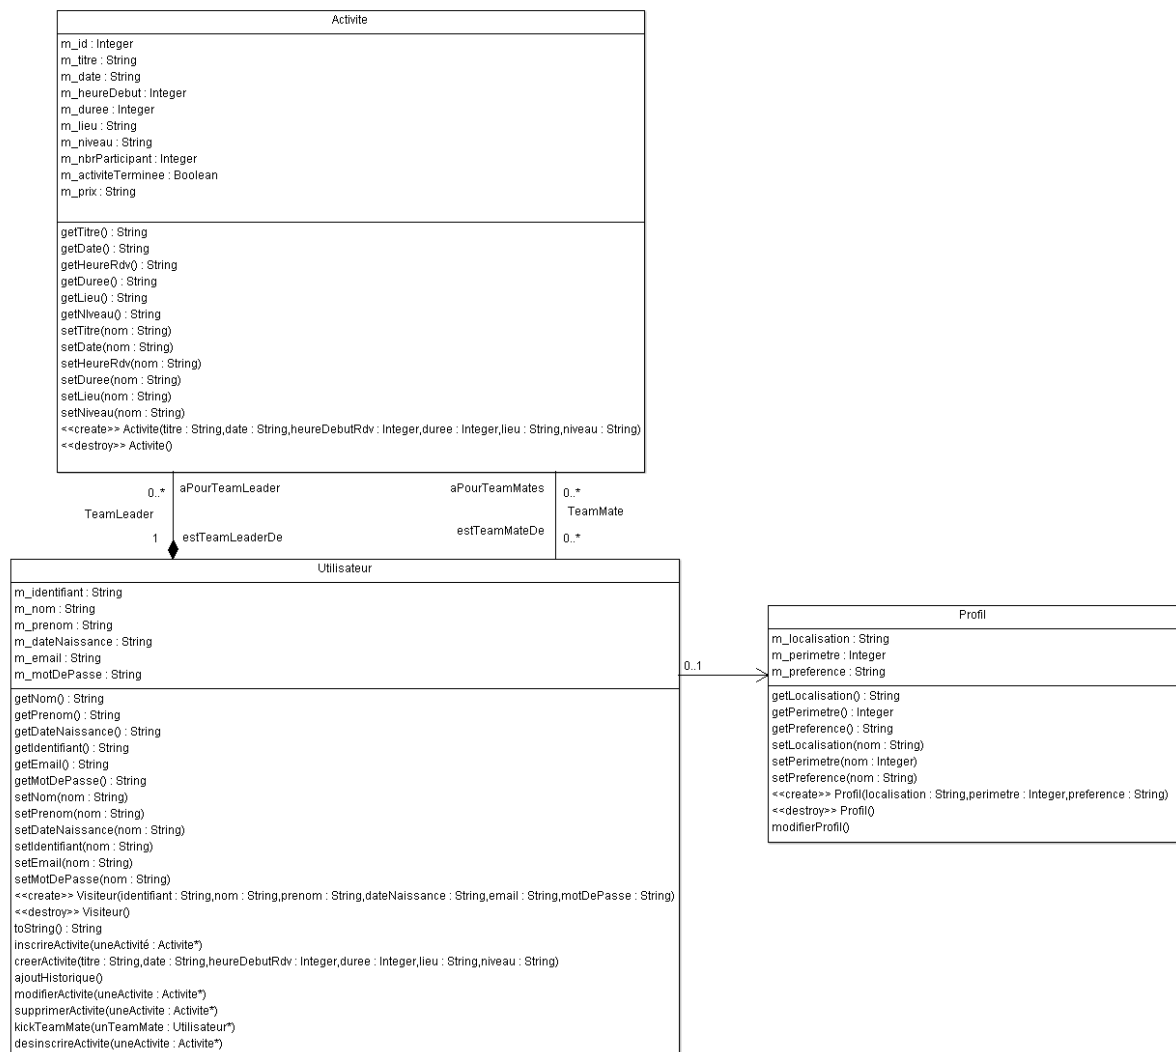 Activite
m_id : Integer
m_titre : String
m_date : String
m_heureDebut : Integer
m_duree : Integer
m_lieu : String
m_niveau : String
m_nbrParticipant : Integer
m_activiteTerminee : Boolean
m_prix : String
getTitre() : String
getDate() : String
getHeureRdv() : String
getDuree() : String
getLieu() : String
getNIveau() : String
setTitre(nom : String)
setDate(nom : String)
setHeureRdv(nom : String)
setDuree(nom : String)
setLieu(nom : String)
setNiveau(nom : String)
<<create>> Activite(titre : String,date : String,heureDebutRdv : Integer,duree : Integer,lieu : String,niveau : String)
<<destroy>> Activite()
0..* aPourTeamLeader
TeamLeader
1 estTeamLeaderDe
aPourTeamMates 0..*
TeamMate
estTeamMateDe 0..*
Utilisateur
m_identifiant : String
m_nom : String
m_prenom : String
m_dateNaissance : String
m_email : String
m_motDePasse : String
getNom() : String
getPrenom() : String
getDateNaissance() : String
getIdentifiant() : String
getEmail() : String
getMotDePasse() : String
setNom(nom : String)
setPrenom(nom : String)
setDateNaissance(nom : String)
setIdentifiant(nom : String)
setEmail(nom : String)
setMotDePasse(nom : String)
<<create>> Visiteur(identifiant : String,nom : String,prenom : String,dateNaissance : String,email : String,motDePasse : String)
<<destroy>> Visiteur()
toString() : String
inscrireActivite(uneActivité : Activite*)
creerActivite(titre : String,date : String,heureDebutRdv : Integer,duree : Integer,lieu : String,niveau : String)
ajoutHistorique()
modifierActivite(uneActivite : Activite*)
supprimerActivite(uneActivite : Activite*)
kickTeamMate(unTeamMate : Utilisateur*)
desinscrireActivite(uneActivite : Activite*)
0..1
Profil
m_localisation : String
m_perimetre : Integer
m_preference : String
getLocalisation() : String
getPerimetre() : Integer
getPreference() : String
setLocalisation(nom : String)
setPerimetre(nom : Integer)
setPreference(nom : String)
<<create>> Profil(localisation : String,perimetre : Integer,preference : String)
<<destroy>> Profil()
modifierProfil()